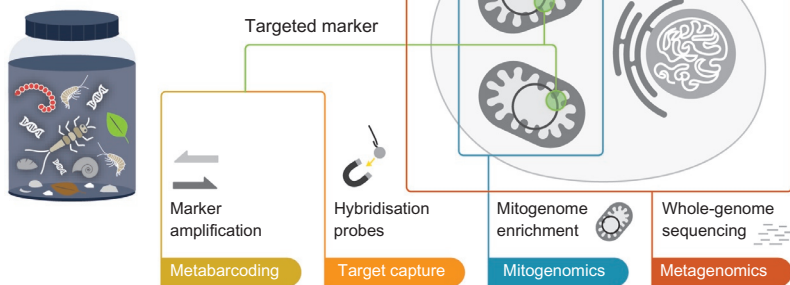 Targeted marker
Marker
amplification
Hybridisation
probes
Mitogenome
enrichment
Whole-genome
sequencing
Metabarcoding
Target capture
Mitogenomics
Metagenomics